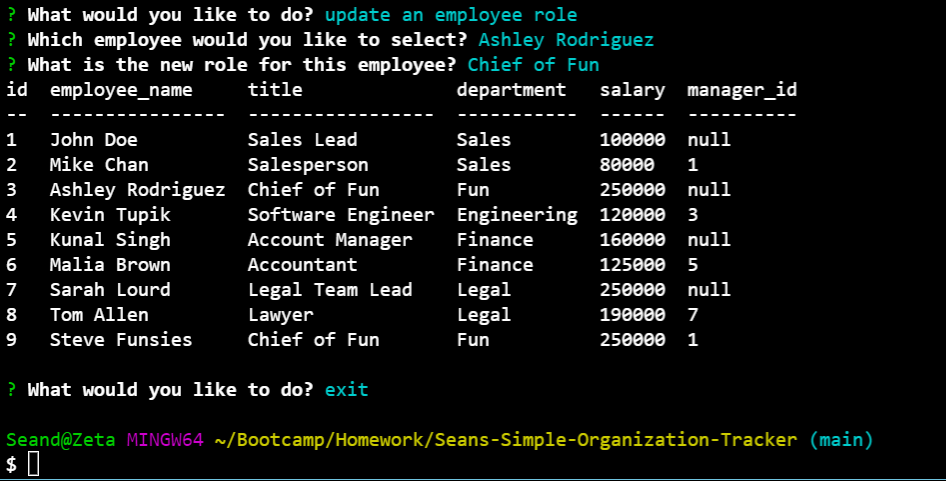 ? What would you like to do? update an employee role
? Which employee would you like to select? Ashley Rodriguez
? What is the new role for this employee? Chief of Fun
id  employee_name     title              department   salary  manager_id
--  ----------------  -----------------  -----------  ------  ----------
1   John Doe          Sales Lead         Sales        100000  null
2   Mike Chan         Salesperson        Sales        80000   1
3   Ashley Rodriguez  Chief of Fun       Fun          250000  null
4   Kevin Tupik       Software Engineer  Engineering  120000  3
5   Kunal Singh       Account Manager    Finance      160000  null
6   Malia Brown       Accountant         Finance      125000  5
7   Sarah Lourd       Legal Team Lead    Legal        250000  null
8   Tom Allen         Lawyer             Legal        190000  7
9   Steve Funsies     Chief of Fun       Fun          250000  1
? What would you like to do? exit
Seand@Zeta MINGW64 ~/Bootcamp/Homework/Seans-Simple-Organization-Tracker (main)
$